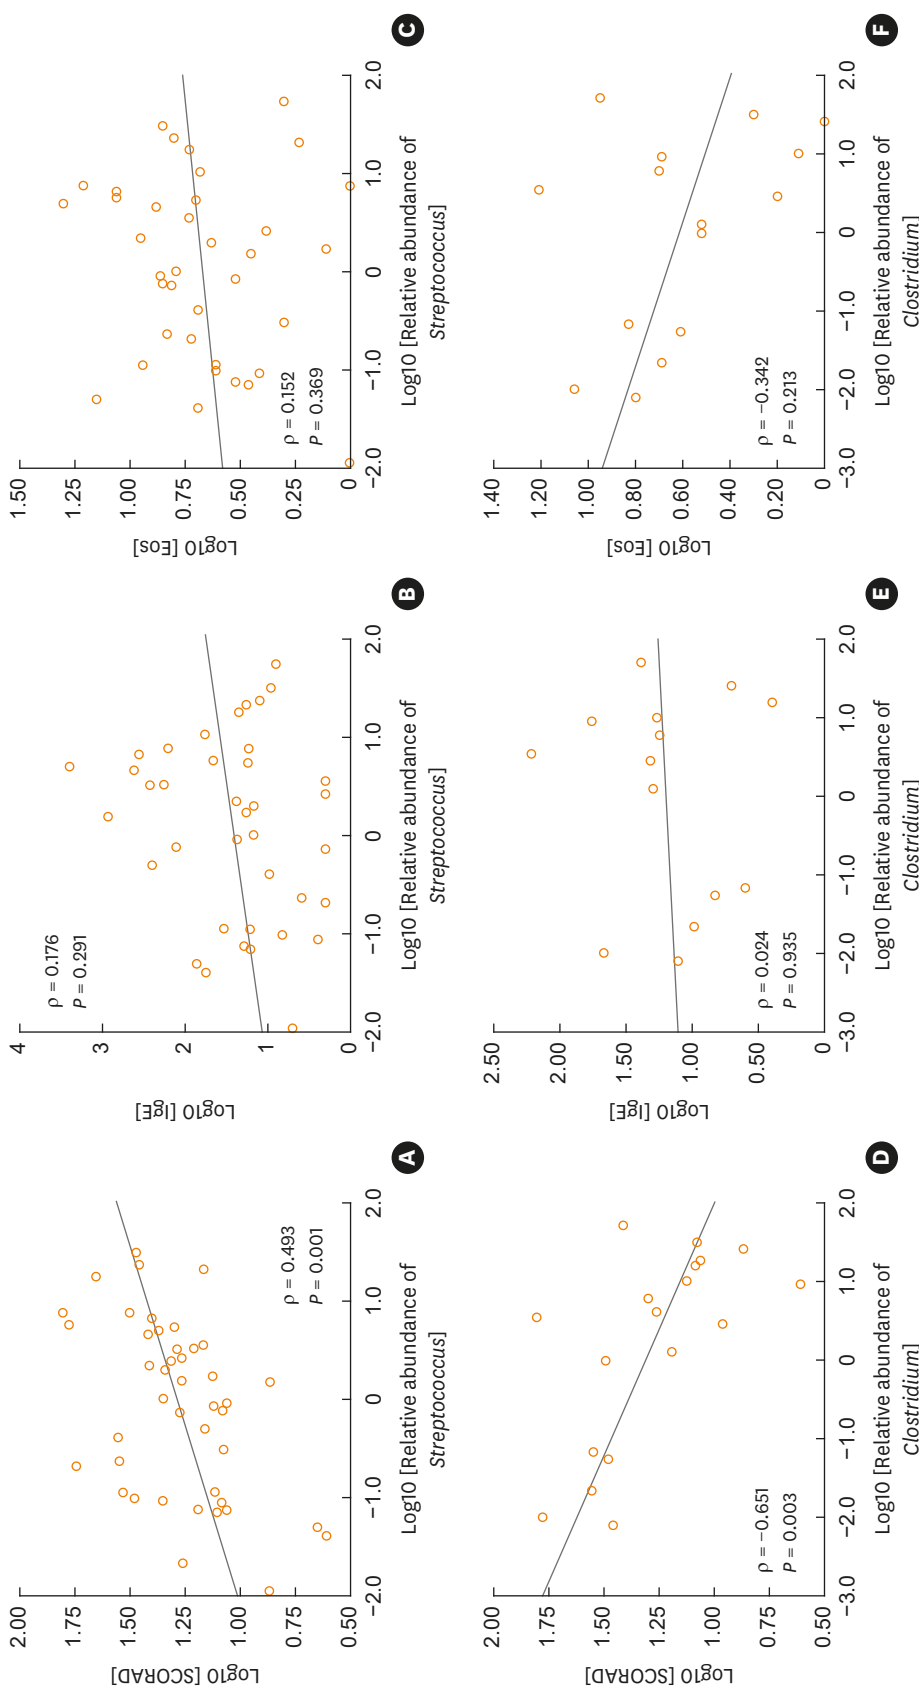 2.00
1.75
1.50
1.25
1.00
0.75
0.50
Log10 [SCORAD]
−2.0
−1.0
0
1.0
2.0
ρ = 0.493
P = 0.001
Log10 [Relative abundance of
Streptococcus]
A
4
3
2
1
0
Log10 [IgE]
−2.0
−1.0
0
1.0
2.0
ρ = 0.176
P = 0.291
Log10 [Relative abundance of
Streptococcus]
B
1.50
1.25
1.00
0.75
0.50
0.25
0
Log10 [Eos]
−2.0
−1.0
0
1.0
2.0
ρ = 0.152
P = 0.369
Log10 [Relative abundance of
Streptococcus]
C
2.00
1.75
1.50
1.25
1.00
0.75
0.50
Log10 [SCORAD]
−3.0
−2.0
−1.0
0
1.0
2.0
ρ = −0.651
P = 0.003
Log10 [Relative abundance of
Clostridium]
D
2.50
2.00
1.50
1.00
0.50
0
Log10 [IgE]
−3.0
−2.0
−1.0
0
1.0
2.0
ρ = 0.024
P = 0.935
Log10 [Relative abundance of
Clostridium]
E
1.40
1.20
1.00
0.80
0.60
0.40
0.20
0
Log10 [Eos]
−3.0
−2.0
−1.0
0
1.0
2.0
ρ = −0.342
P = 0.213
Log10 [Relative abundance of
Clostridium]
F